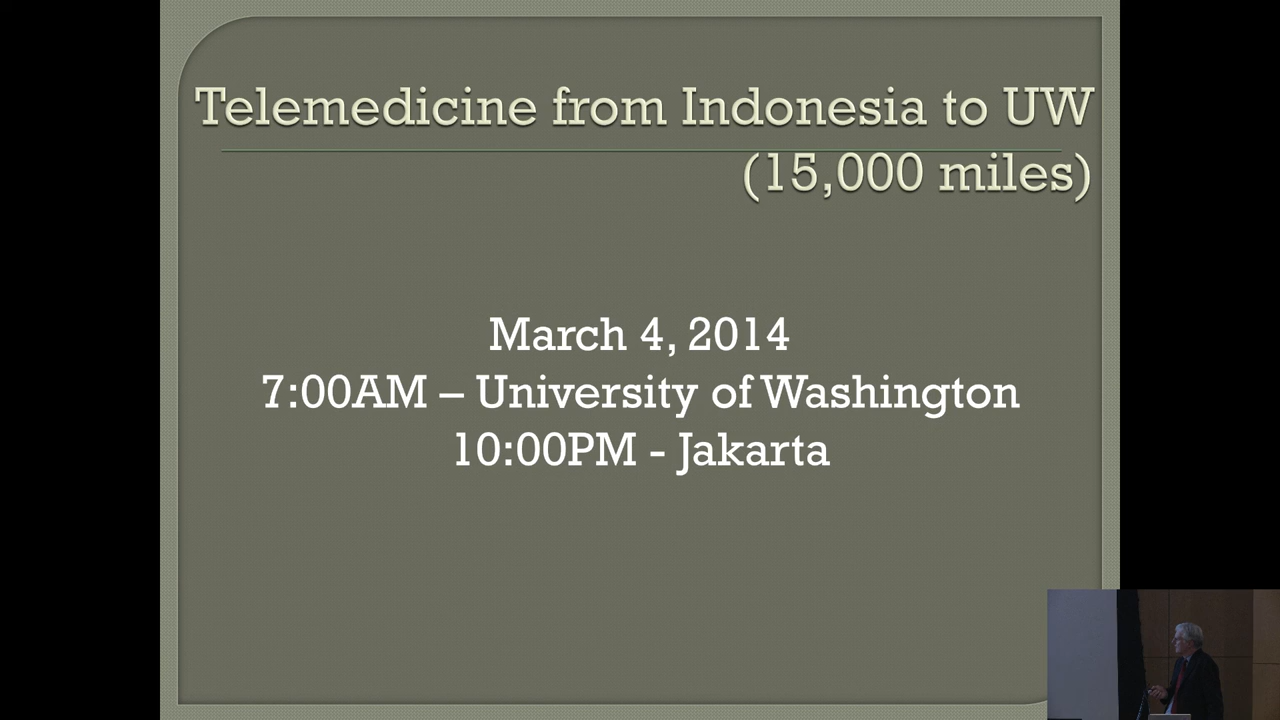 Telemedicine from Indonesia to UW
(15,000 miles)
March 4, 2014
7:00AM – University of Washington
10:00PM - Jakarta